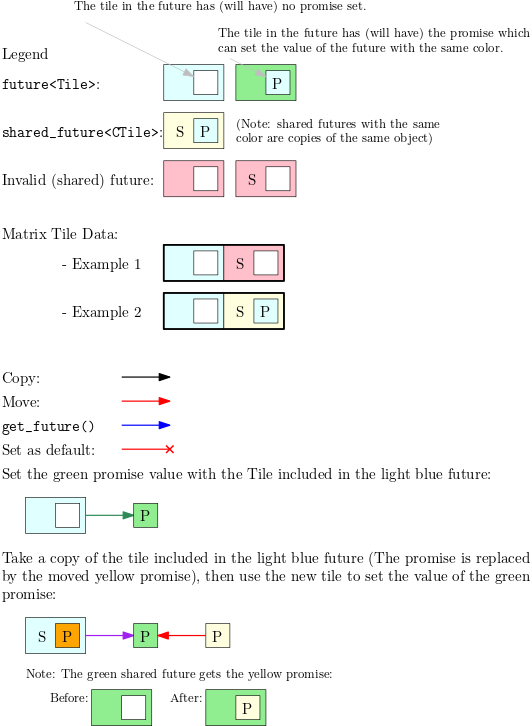 The tile in the future has (will have) no promise set.
The tile in the future has (will have) the promise which
can set the value of the future with the same color.
Legend
future<Tile>:
P
shared_future<CTile>:
S P
(Note: shared futures with the same
color are copies of the same object)
Invalid (shared) future:
S
Matrix Tile Data:
- Example 1
S
- Example 2
S P
Copy:
Move:
get_future()
Set as default:
Set the green promise value with the Tile included in the light blue future:
P
Take a copy of the tile included in the light blue future (The promise is replaced
by the moved yellow promise), then use the new tile to set the value of the green
promise:
S P P P
Note: The green shared future gets the yellow promise:
Before: After:
P